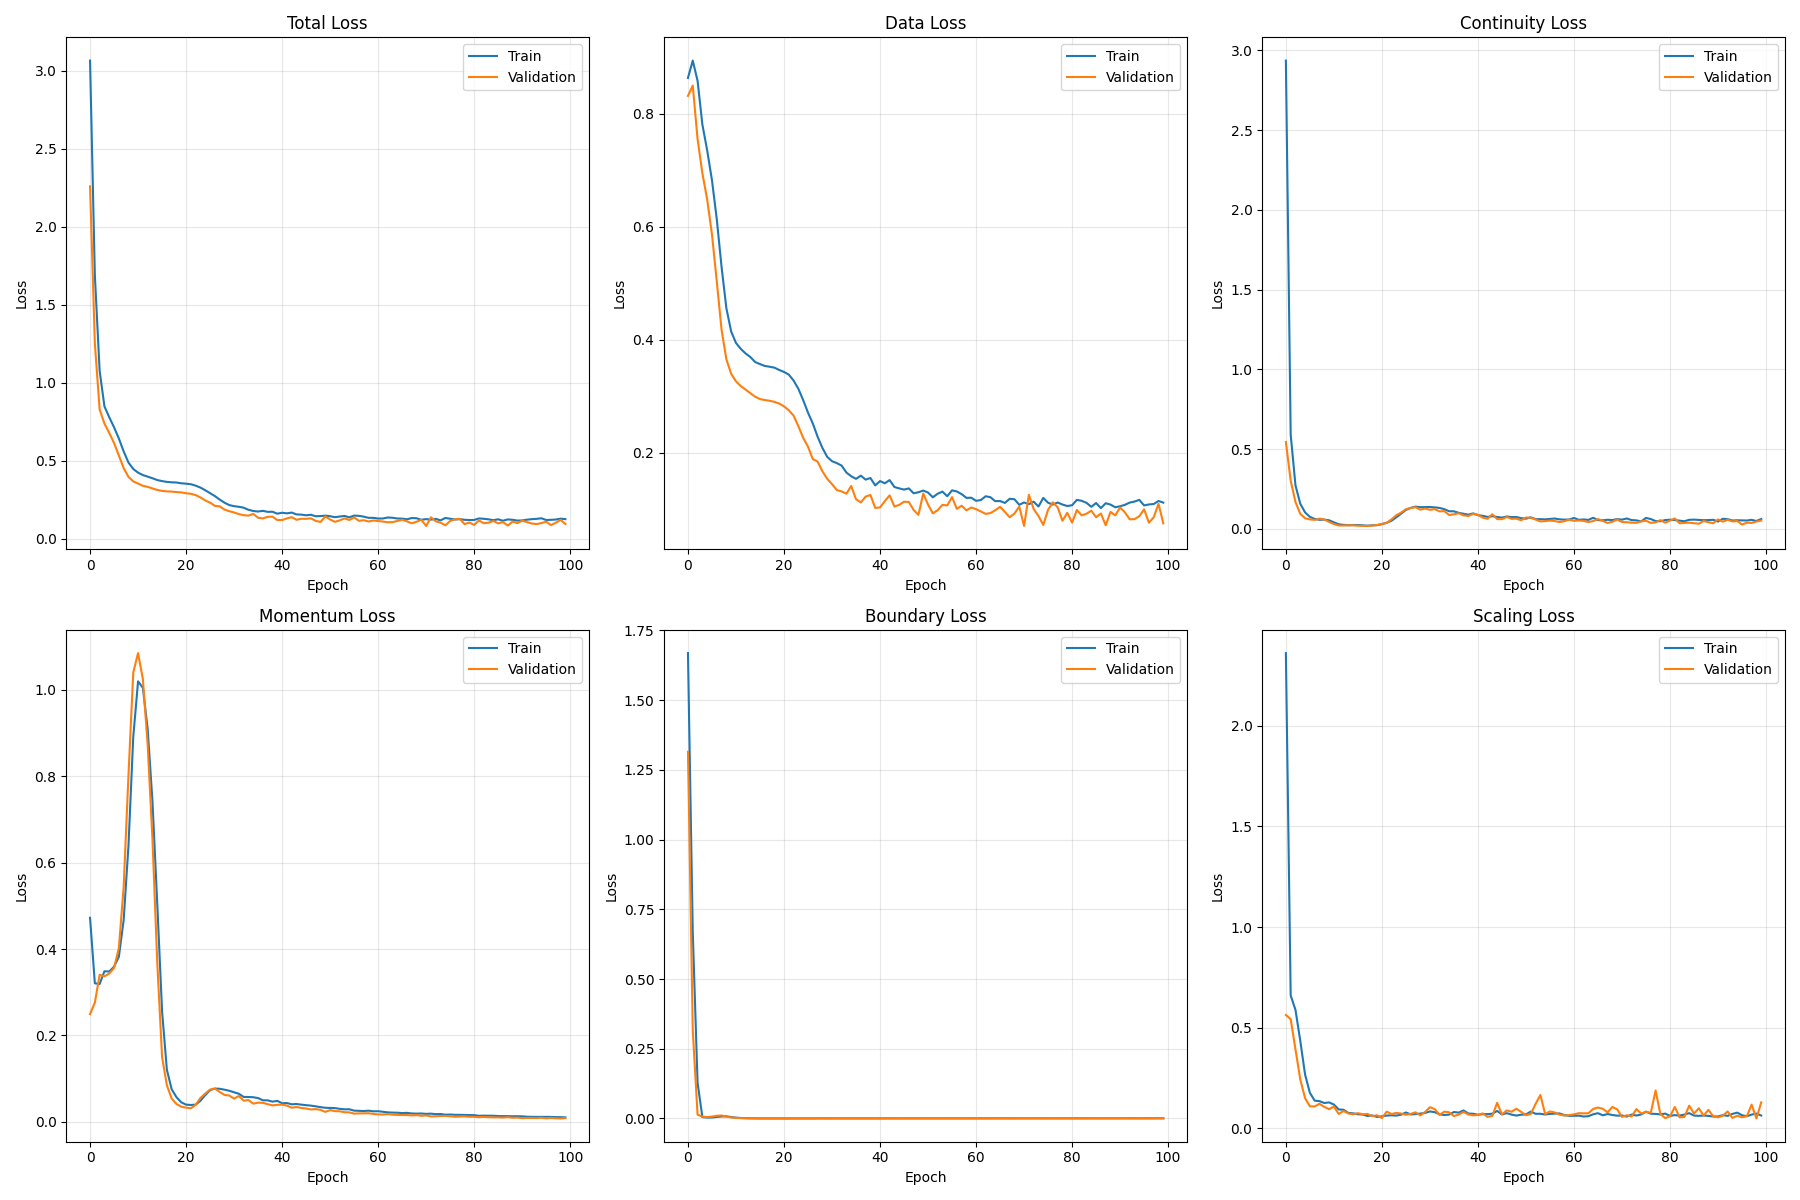 Total Loss
Train
Validation
Loss
3.0
2.5
2.0
1.5
1.0
0.5
0.0
0 20 40 60 80 100
Epoch
Data Loss
Train
Validation
Loss
0.8
0.6
0.4
0.2
0 20 40 60 80 100
Epoch
Continuity Loss
Train
Validation
Loss
3.0
2.5
2.0
1.5
1.0
0.5
0.0
0 20 40 60 80 100
Epoch
Momentum Loss
Train
Validation
Loss
1.0
0.8
0.6
0.4
0.2
0.0
0 20 40 60 80 100
Epoch
Boundary Loss
Train
Validation
Loss
1.75
1.50
1.25
1.00
0.75
0.50
0.25
0.00
0 20 40 60 80 100
Epoch
Scaling Loss
Train
Validation
Loss
2.0
1.5
1.0
0.5
0.0
0 20 40 60 80 100
Epoch